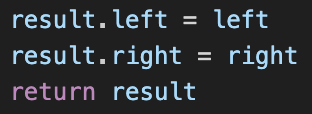 result.left = left
result.right = right
return result